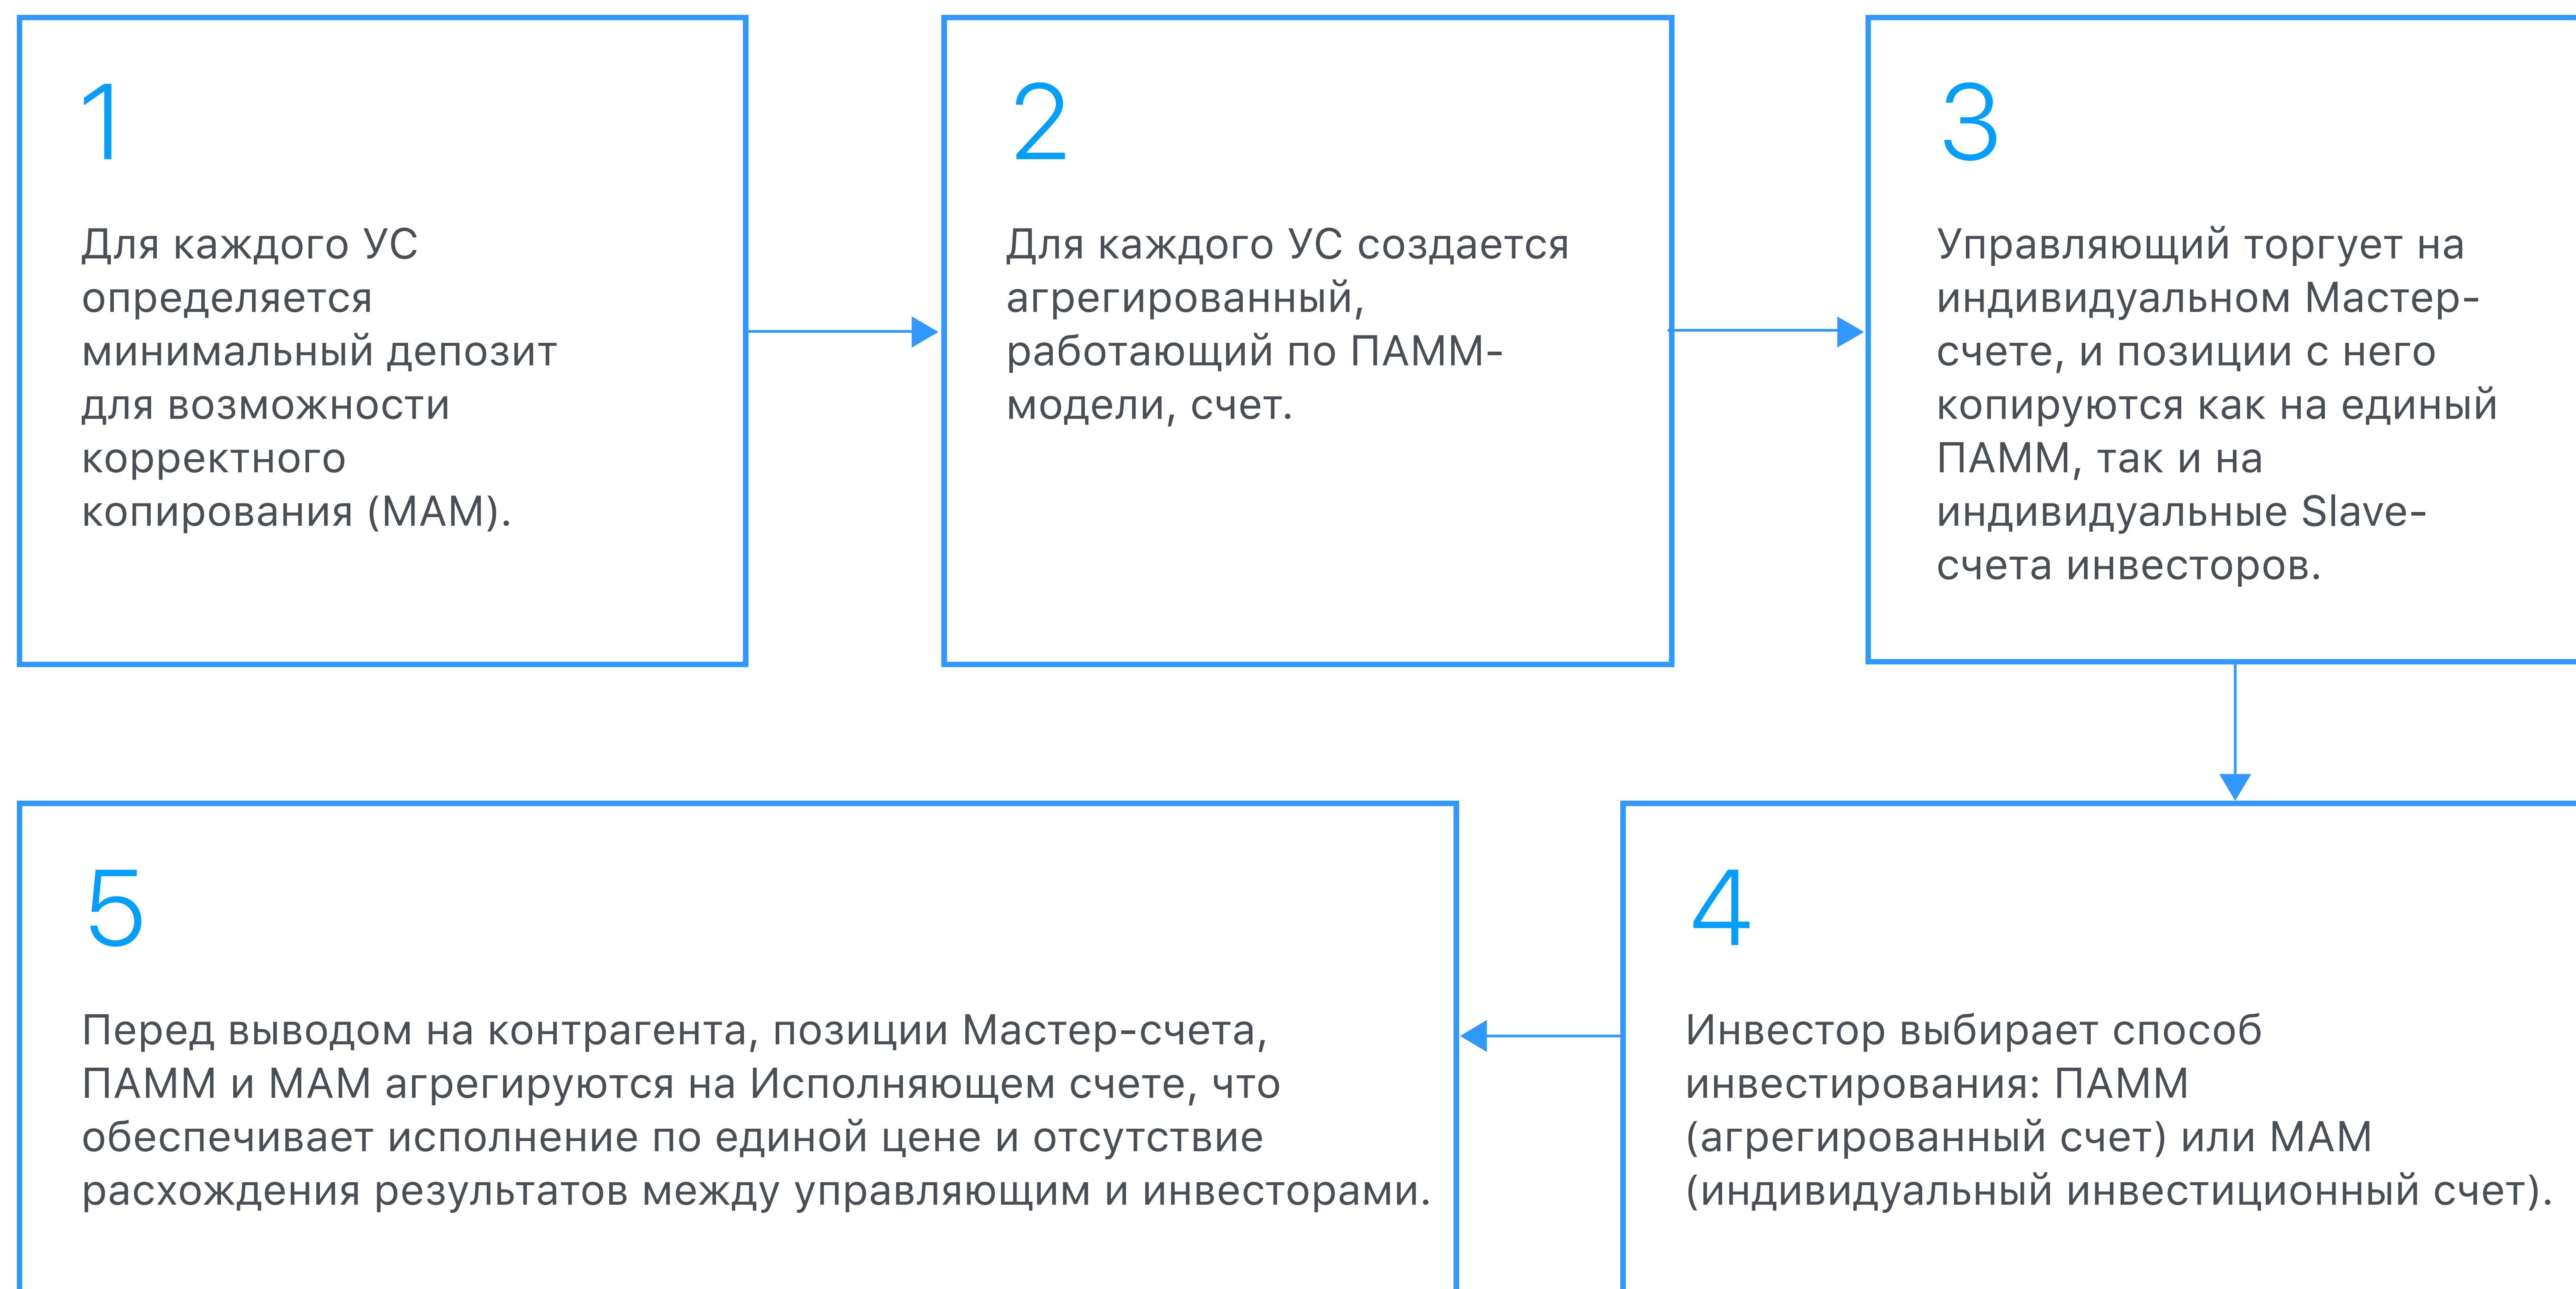 1
Для каждого УС
определяется
минимальный депозит
для возможности
корректного
копирования (МАМ).
2
Для каждого УС создается
агрегированный,
работающий по ПАММ-
модели, счет.
3
Управляющий торгует на
индивидуальном Мастер-
счете, и позиции с него
копируются как на единый
ПАММ, так и на
индивидуальные Slave-
счета инвесторов.
4
Инвестор выбирает способ
инвестирования: ПАММ
(агрегированный счет) или МАМ
(индивидуальный инвестиционный счет).
5
Перед выводом на контрагента, позиции Мастер-счета,
ПАММ и МАМ агрегируются на Исполняющем счете, что
обеспечивает исполнение по единой цене и отсутствие
расхождения результатов между управляющим и инвесторами.